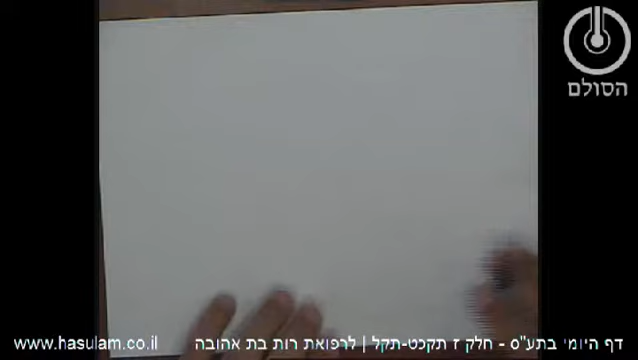 הסולם
דף היומי בתע"ס - חלק ז תקכט-תקל | לרפואת רות בת אהובה
www.hasulam.co.il